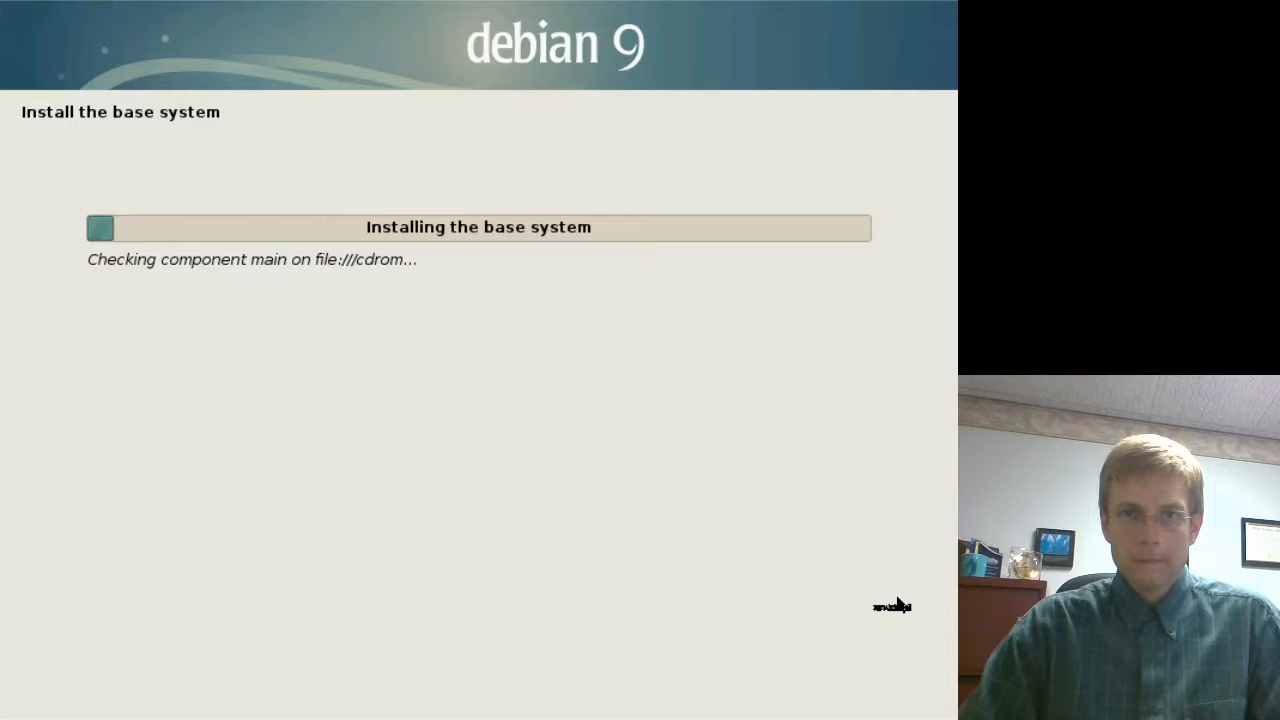 debian 9
Install the base system
Installing the base system
Checking component main on file:///cdrom...